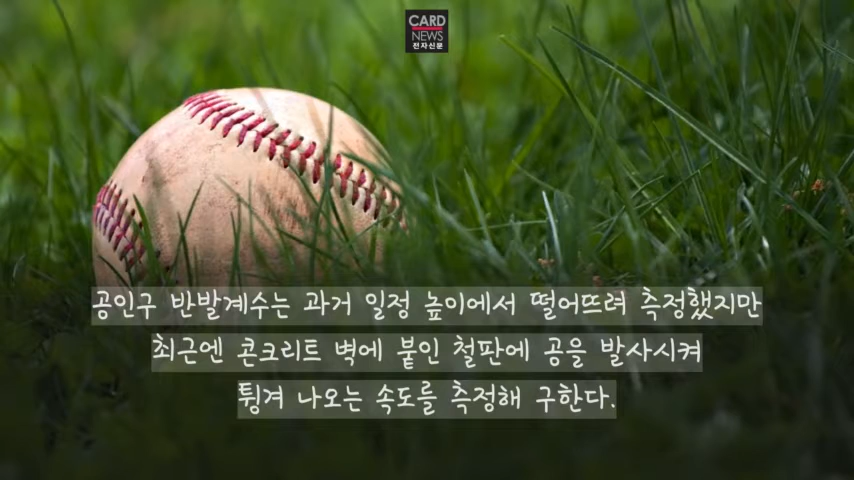 CARD
NEWS
전자신문
공인구 반발계수는 과거 일정 높이에서 떨어뜨려 측정했지만
최근엔 콘크리트 벽에 붙인 철판에 공을 발사시켜
튕겨 나오는 속도를 측정해 구한다.